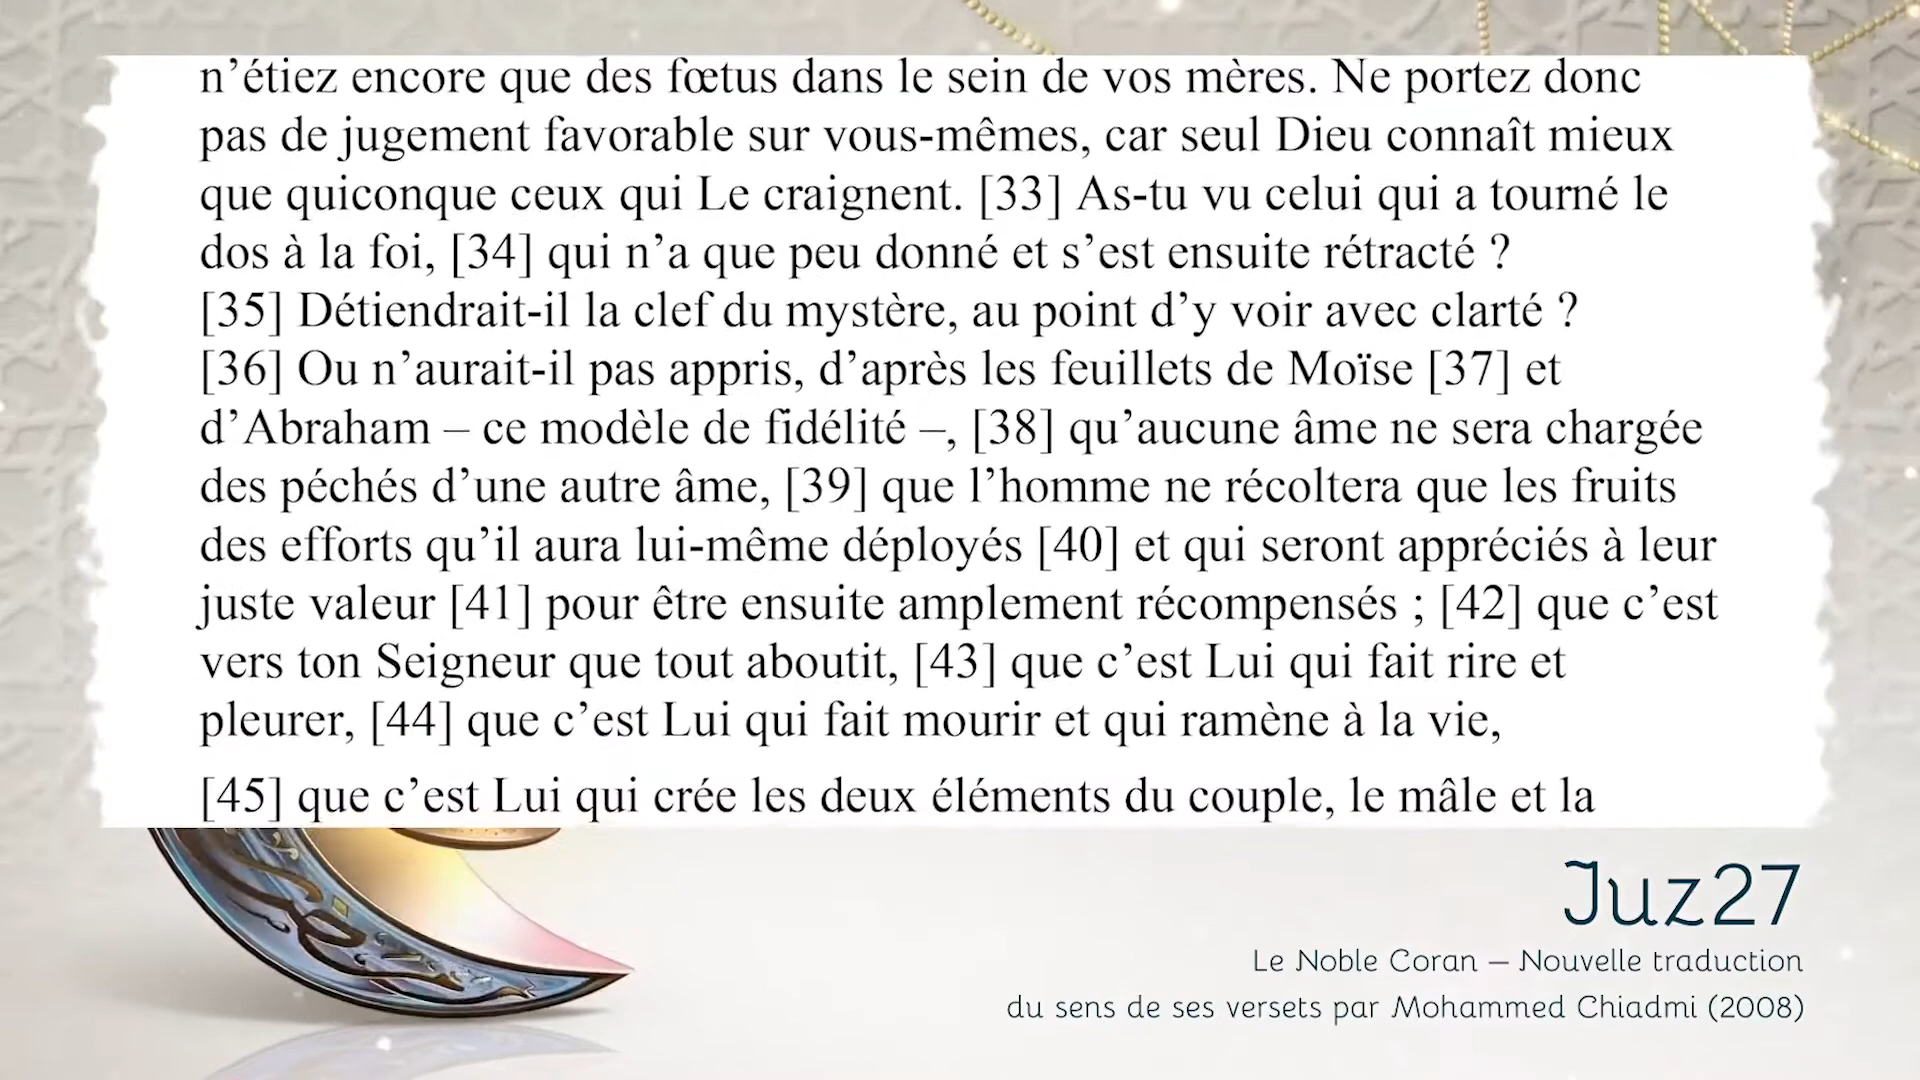 n’étiez encore que des fœtus dans le sein de vos mères. Ne portez donc
pas de jugement favorable sur vous-mêmes, car seul Dieu connaît mieux
que quiconque ceux qui Le craignent. [33] As-tu vu celui qui a tourné le
dos à la foi, [34] qui n’a que peu donné et s’est ensuite rétracté ?
[35] Détiendrait-il la clef du mystère, au point d’y voir avec clarté ?
[36] Ou n’aurait-il pas appris, d’après les feuillets de Moïse [37] et
d’Abraham – ce modèle de fidélité –, [38] qu’aucune âme ne sera chargée
des péchés d’une autre âme, [39] que l’homme ne récoltera que les fruits
des efforts qu’il aura lui-même déployés [40] et qui seront appréciés à leur
juste valeur [41] pour être ensuite amplement récompensés ; [42] que c’est
vers ton Seigneur que tout aboutit, [43] que c’est Lui qui fait rire et
pleurer, [44] que c’est Lui qui fait mourir et qui ramène à la vie,
[45] que c’est Lui qui crée les deux éléments du couple, le mâle et la
Juz27
Le Noble Coran – Nouvelle traduction
du sens de ses versets par Mohammed Chiadmi (2008)